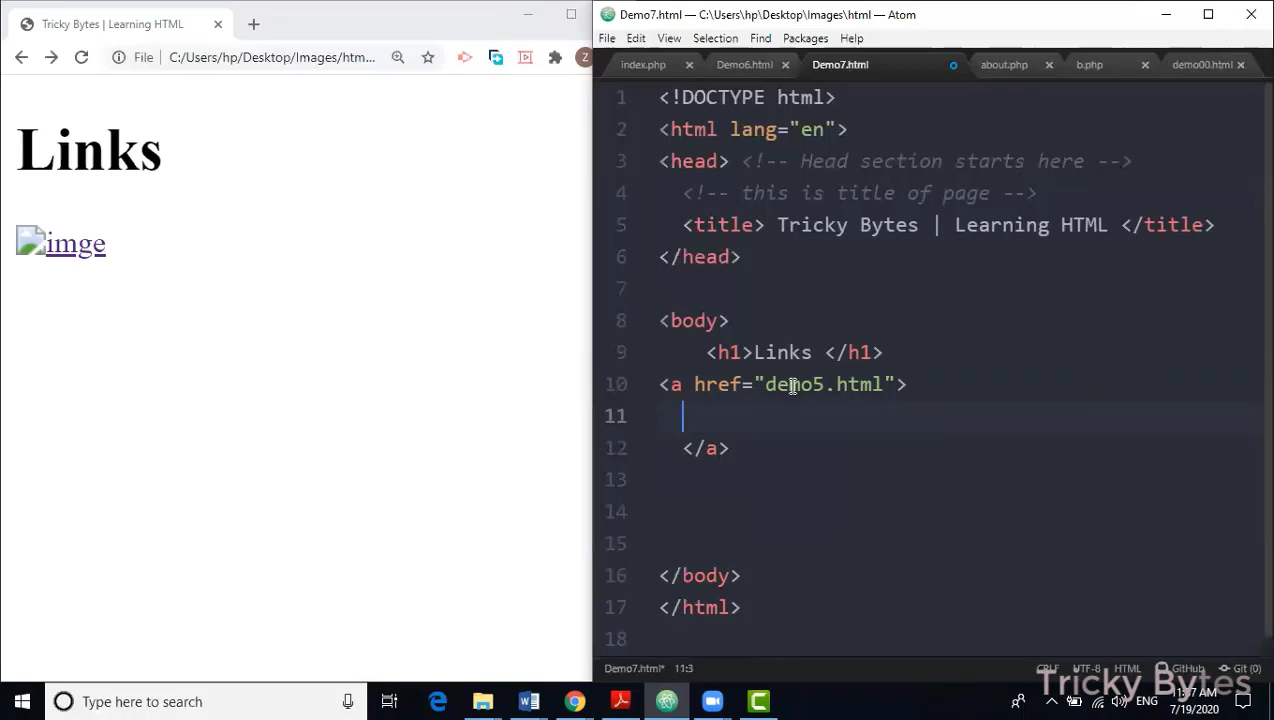 Tricky Bytes | Learning HTML
File
C:/Users/hp/Desktop/Images/htm...
Z
Links
imge
Demo7.html — C:\Users\hp\Desktop\Images\html — Atom
File Edit View Selection Find Packages Help
index.php
Demo6.html
Demo7.html
about.php
b.php
demo00.html
1 <!DOCTYPE html>
2 <html lang="en">
3 <head> <!-- Head section starts here -->
4 <!-- this is title of page -->
5 <title> Tricky Bytes | Learning HTML </title>
6 </head>
7
8 <body>
9 <h1>Links </h1>
10 <a href="demo5.html">
11
12 </a>
13
14
15
16 </body>
17 </html>
18
Demo7.html* 11:3
CRLF UTF-8 HTML GitHub Git (0)
Type here to search
ENG
7/19/2020
Tricky Bytes